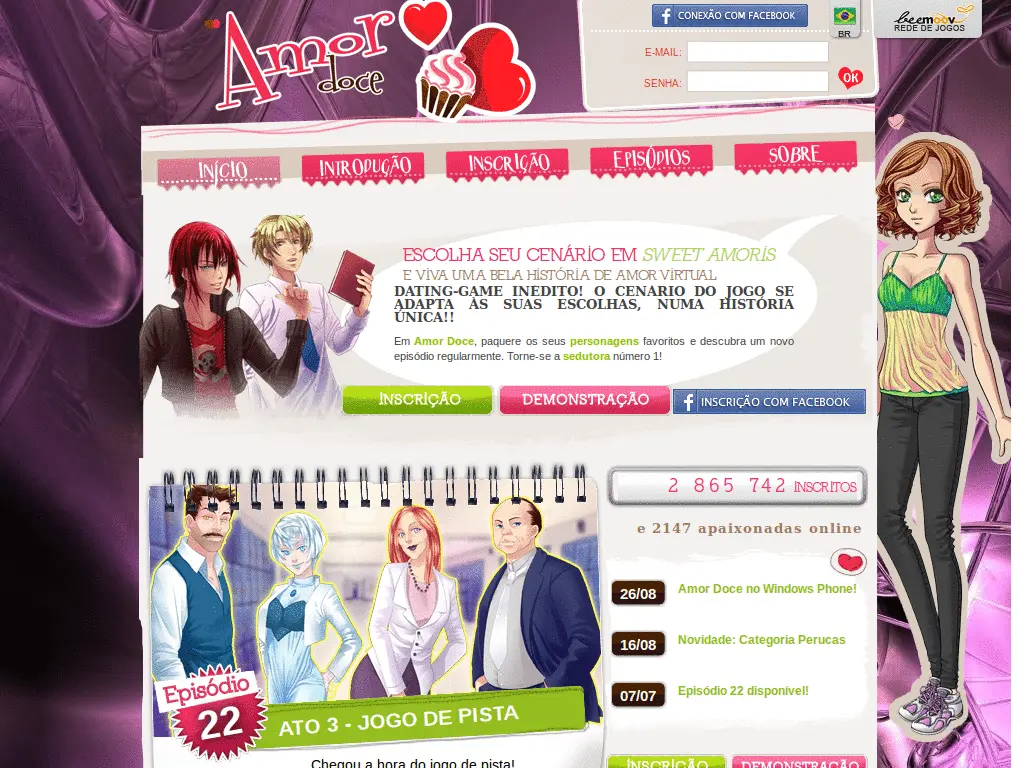 Amor
doce
CONEXÃO COM FACEBOOK
BR
beemoov
REDE DE JOGOS
E-MAIL:
SENHA:
OK
INÍCIO
INTRODUÇÃO
INSCRIÇÃO
EPISÓDIOS
SOBRE
ESCOLHA SEU CENÁRIO EM SWEET AMORIS
E VIVA UMA BELA HISTÓRIA DE AMOR VIRTUAL
DATING-GAME INEDITO! O CENARIO DO JOGO SE
ADAPTA ÀS SUAS ESCOLHAS, NUMA HISTÓRIA
ÚNICA!!
Em Amor Doce, paquere os seus personagens favoritos e descubra um novo
episódio regularmente. Torne-se a sedutora número 1!
INSCRIÇÃO
DEMONSTRAÇÃO
INSCRIÇÃO COM FACEBOOK
2 865 742 INSCRITOS
e 2147 apaixonadas online
26/08 Amor Doce no Windows Phone!
16/08 Novidade: Categoria Perucas
07/07 Episódio 22 disponível!
Episódio
22
ATO 3 - JOGO DE PISTA
Chegou a hora do jogo de pista!
INSCRIÇÃO
DEMONSTRAÇÃO